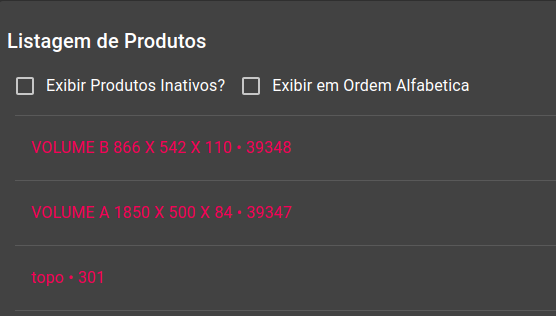 Listagem de Produtos
Exibir Produtos Inativos? Exibir em Ordem Alfabetica
VOLUME B 866 X 542 X 110 • 39348
VOLUME A 1850 X 500 X 84 • 39347
topo • 301